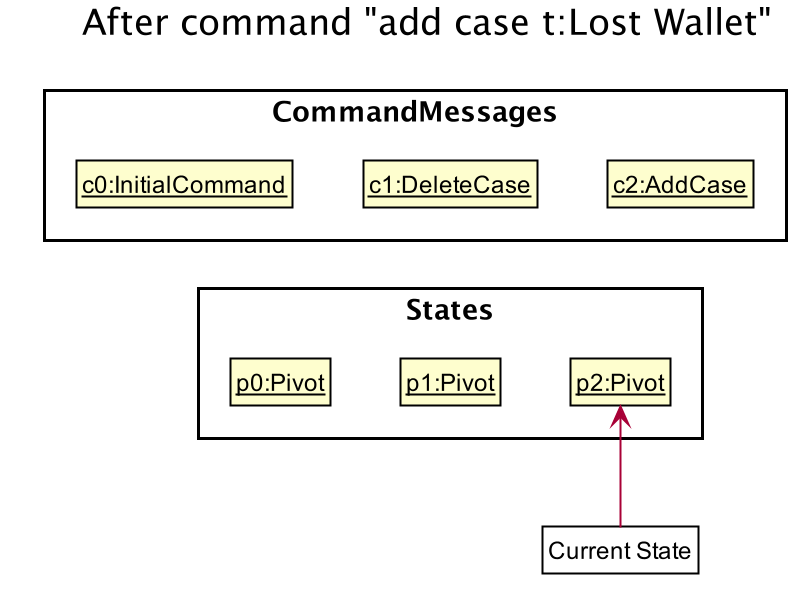 After command "add case t:Lost Wallet"
CommandMessages
c0:InitialCommand c1:DeleteCase c2:AddCase
States
p0:Pivot p1:Pivot p2:Pivot
Current State